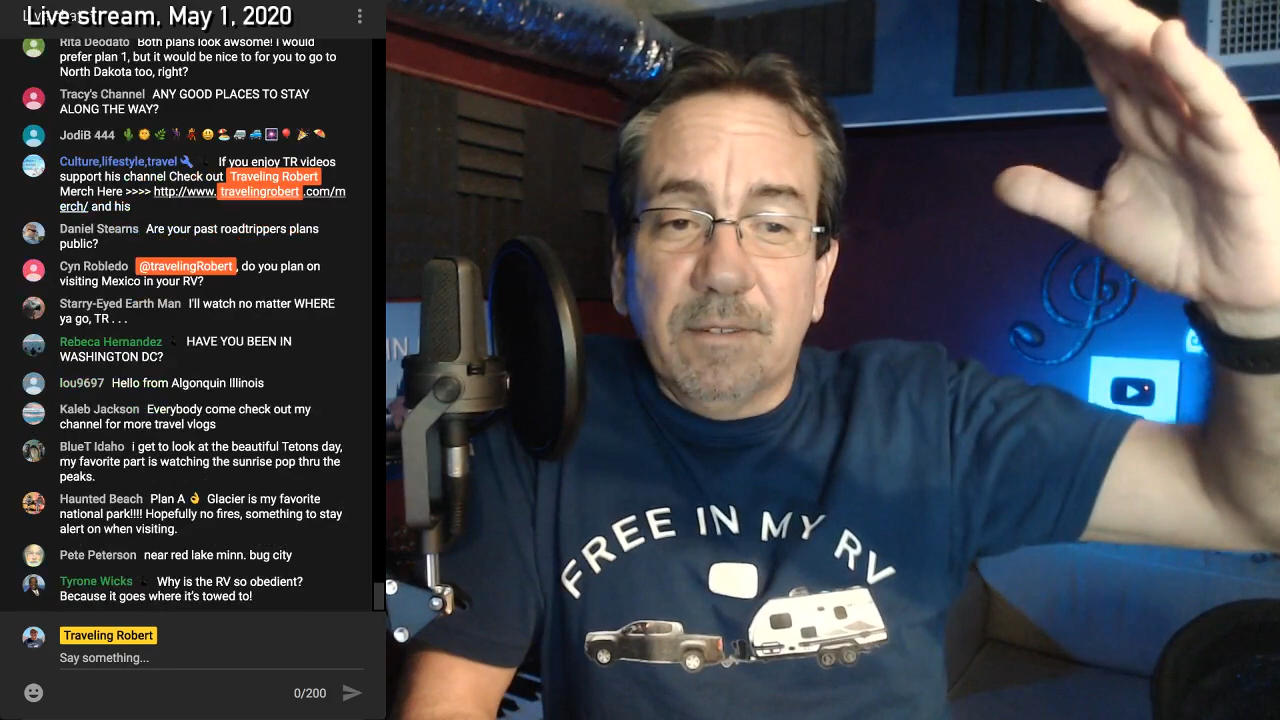 Live stream. May 1, 2020
Rita Deodato Both plans look awsome! I would
prefer plan 1, but it would be nice to for you to go to
North Dakota too, right?
Tracy's Channel ANY GOOD PLACES TO STAY
ALONG THE WAY?
JodiB 444
Culture,lifestyle,travel If you enjoy TR videos
support his channel Check out Traveling Robert
Merch Here >>>> http://www.travelingrobert.com/m
erch/ and his
Daniel Stearns Are your past roadtrippers plans
public?
Cyn Robledo @travelingRobert, do you plan on
visiting Mexico in your RV?
Starry-Eyed Earth Man I'll watch no matter WHERE
ya go, TR . . .
Rebeca Hernandez HAVE YOU BEEN IN
WASHINGTON DC?
lou9697 Hello from Algonquin Illinois
Kaleb Jackson Everybody come check out my
channel for more travel vlogs
BlueT Idaho i get to look at the beautiful Tetons day,
my favorite part is watching the sunrise pop thru the
peaks.
Haunted Beach Plan A 👌 Glacier is my favorite
national park!!!! Hopefully no fires, something to stay
alert on when visiting.
Pete Peterson near red lake minn. bug city
Tyrone Wicks Why is the RV so obedient?
Because it goes where it's towed to!
Traveling Robert
Say something...
0/200
IN
FREE IN MY RV